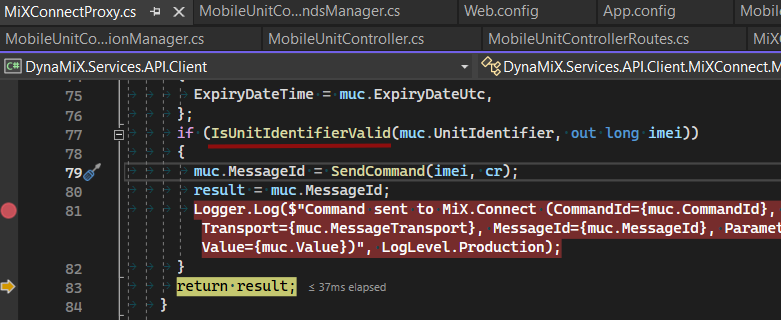 MiXConnectProxy.cs
MobileUnitCo...ndsManager.cs
Web.config
App.config
MobileUnitCo...ionManager.cs
MobileUnitController.cs
MobileUnitControllerRoutes.cs
MiX
C# DynaMiX.Services.API.Client
DynaMiX.Services.API.Client.MiXConnect.M
75 ExpiryDateTime = muc.ExpiryDateUtc,
76 };
77 if (IsUnitIdentifierValid(muc.UnitIdentifier, out long imei))
78 {
79 muc.MessageId = SendCommand(imei, cr);
80 result = muc.MessageId;
81 Logger.Log($"Command sent to MiX.Connect (CommandId={muc.CommandId},
Transport={muc.MessageTransport}, MessageId={muc.MessageId}, Paramet
Value={muc.Value})", LogLevel.Production);
82 }
83 return result; ≤ 37ms elapsed
84 }